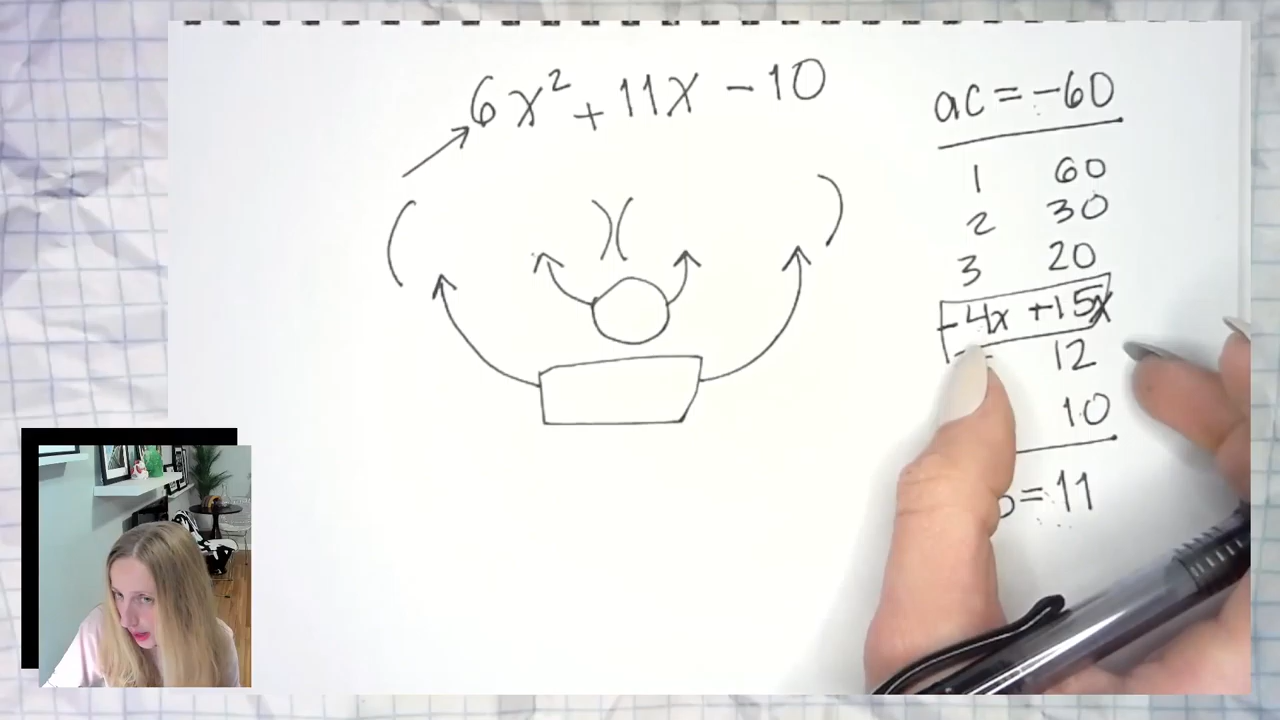 6x² + 11x - 10
ac = -60
1 60
2 30
3 20
-4x +15x
12
10
= 11